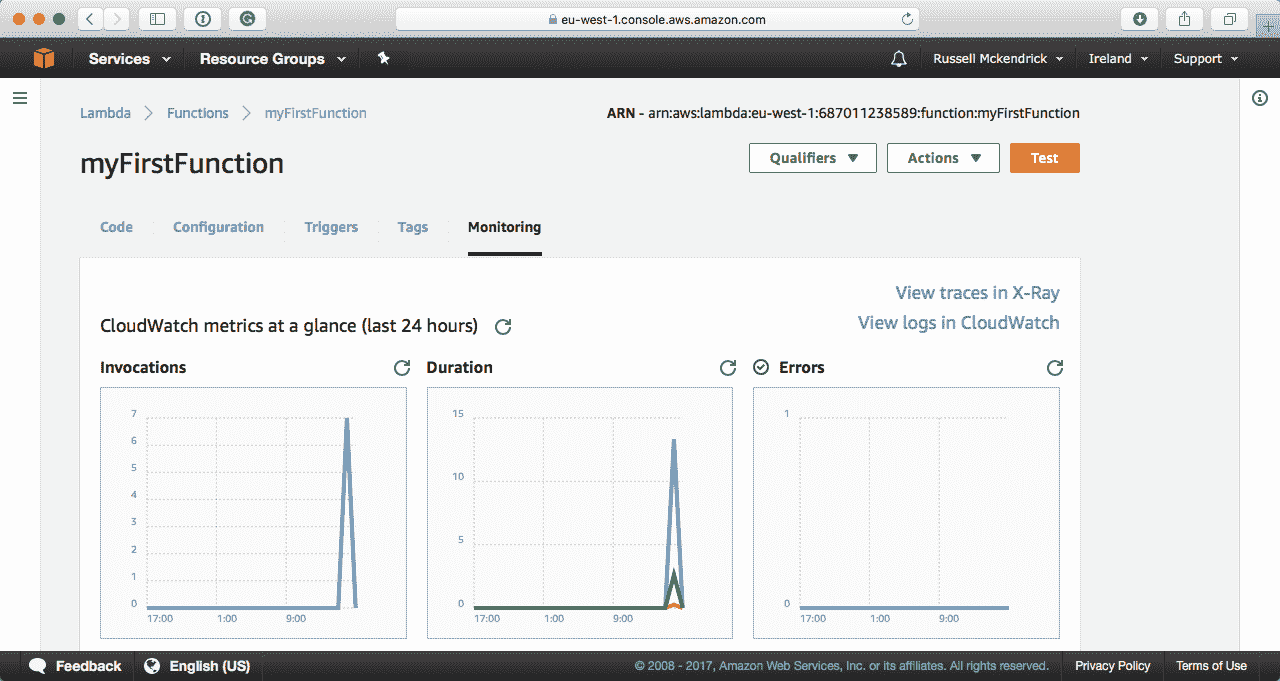 eu-west-1.console.aws.amazon.com
Services Resource Groups Russell Mckendrick Ireland Support
Lambda Functions myFirstFunction ARN - arn:aws:lambda:eu-west-1:687011238589:function:myFirstFunction
myFirstFunction Qualifiers Actions Test
Code Configuration Triggers Tags Monitoring
View traces in X-Ray
CloudWatch metrics at a glance (last 24 hours)
View logs in CloudWatch
Invocations
7
6
5
4
3
2
1
0
17:00 1:00 9:00
Duration
15
10
5
0
17:00 1:00 9:00
Errors
1
0
17:00 1:00 9:00
Feedback English (US) © 2008 - 2017, Amazon Web Services, Inc. or its affiliates. All rights reserved. Privacy Policy Terms of Use